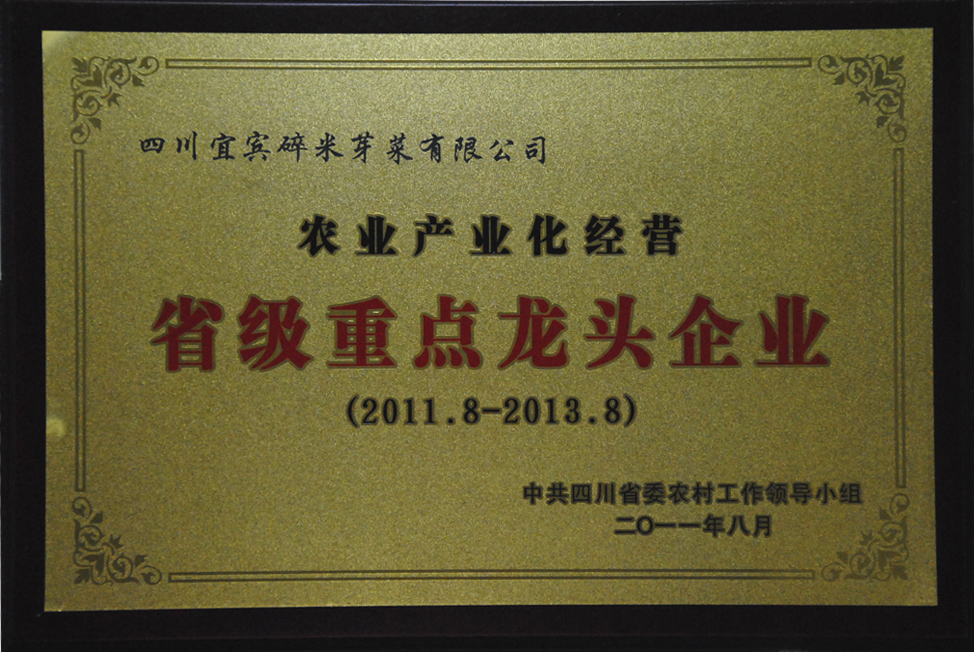 四川宜宾碎米芽菜有限公司
农业产业化经营
省级重点龙头企业
(2011.8-2013.8)
中共四川省委农村工作领导小组
二〇一一年八月